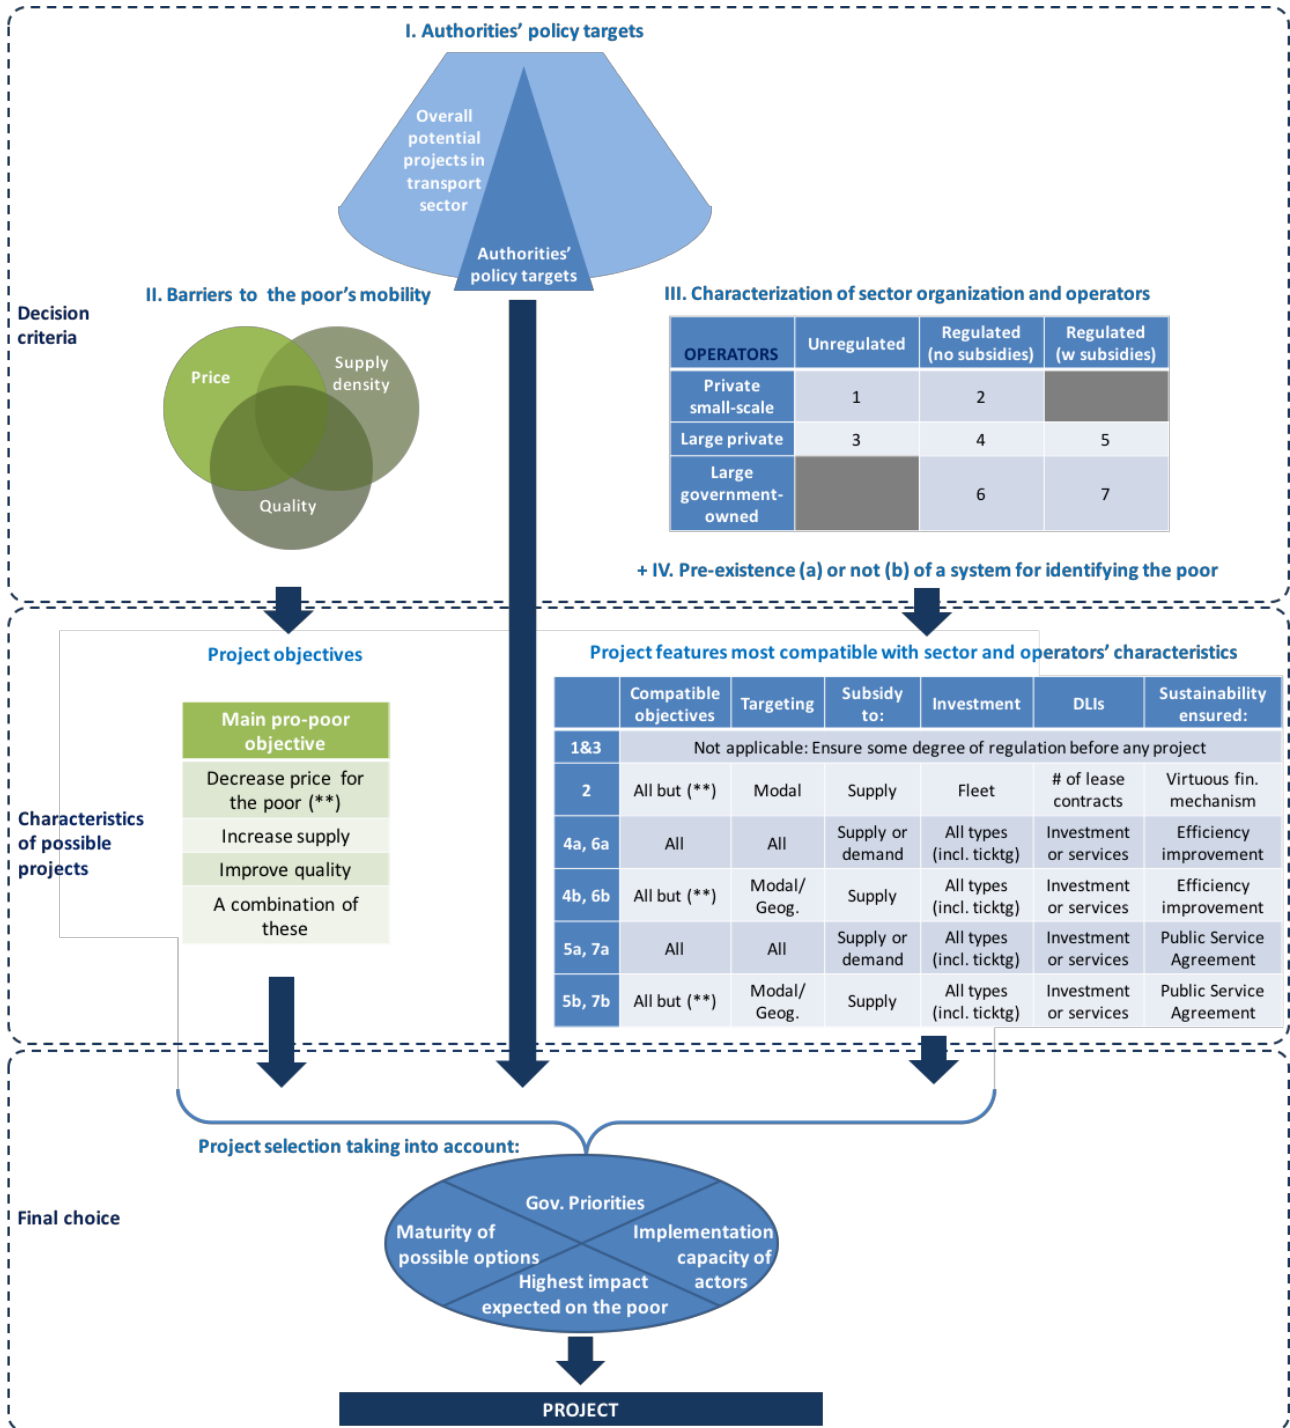 I. Authorities’ policy targets
Overall
potential
projects in
transport
sector
Authorities’
policy targets
Decision
criteria
II. Barriers to the poor’s mobility
Price
Supply
density
Quality
III. Characterization of sector organization and operators
OPERATORS
Unregulated
Regulated
(no subsidies)
Regulated
(w subsidies)
Private
small-scale
1
2
Large private
3
4
5
Large
government-
owned
6
7
+ IV. Pre-existence (a) or not (b) of a system for identifying the poor
Characteristics
of possible
projects
Project objectives
Main pro-poor
objective
Decrease price for
the poor (**)
Increase supply
Improve quality
A combination of
these
Project features most compatible with sector and operators’ characteristics
Compatible
objectives
Targeting
Subsidy
to:
Investment
DLIs
Sustainability
ensured:
1&3
Not applicable: Ensure some degree of regulation before any project
2
All but (**)
Modal
Supply
Fleet
# of lease
contracts
Virtuous fin.
mechanism
4a, 6a
All
All
Supply or
demand
All types
(incl. ticktg)
Investment
or services
Efficiency
improvement
4b, 6b
All but (**)
Modal/
Geog.
Supply
All types
(incl. ticktg)
Investment
or services
Efficiency
improvement
5a, 7a
All
All
Supply or
demand
All types
(incl. ticktg)
Investment
or services
Public Service
Agreement
5b, 7b
All but (**)
Modal/
Geog.
Supply
All types
(incl. ticktg)
Investment
or services
Public Service
Agreement
Final choice
Project selection taking into account:
Gov. Priorities
Maturity of
possible options
Implementation
capacity of
actors
Highest impact
expected on the poor
PROJECT